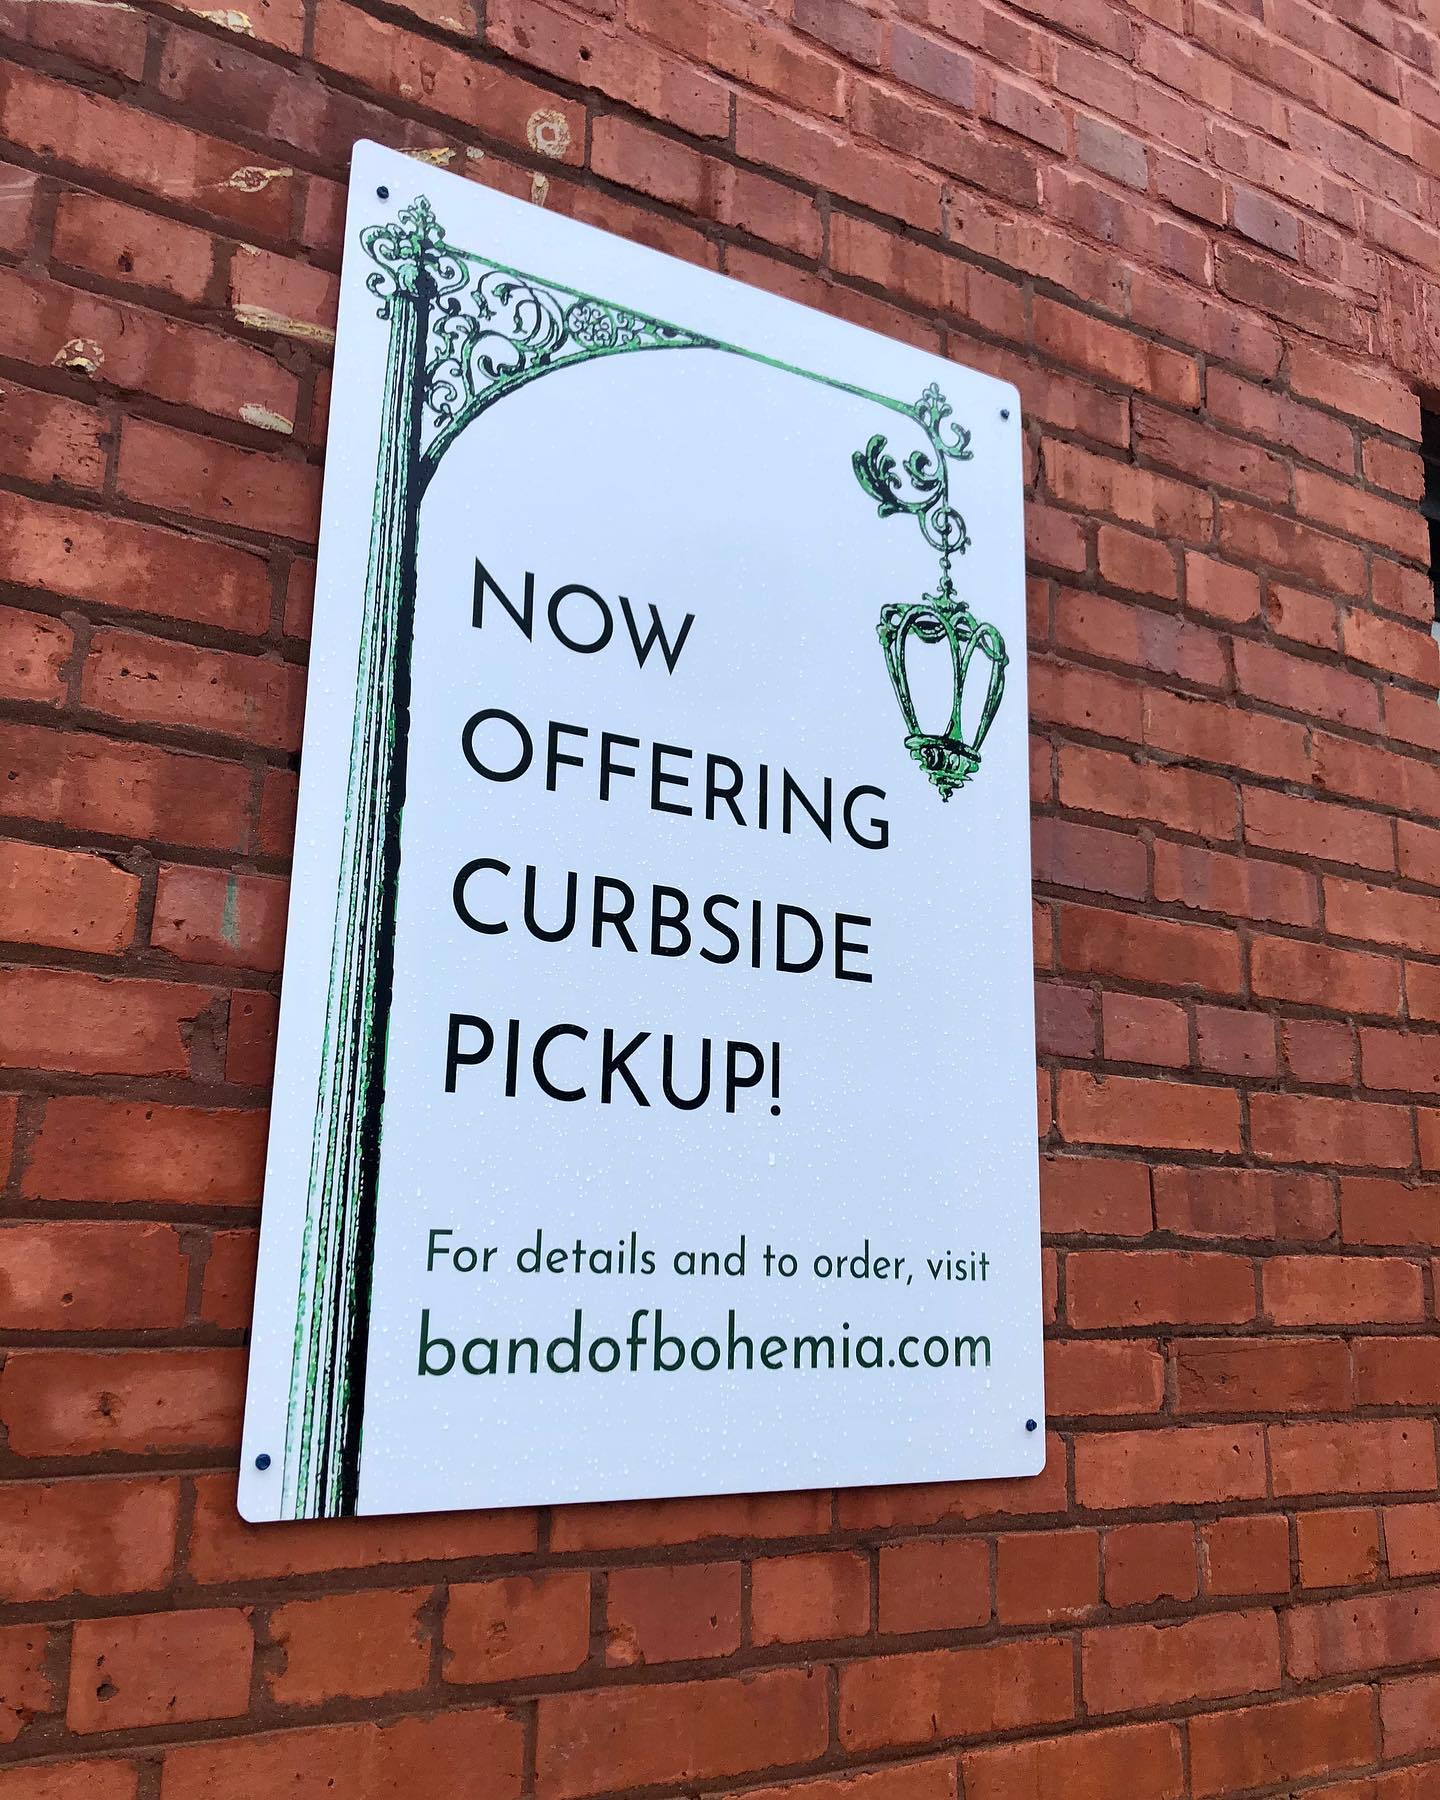 NOW
OFFERING
CURBSIDE
PICKUP!
For details and to order, visit
bandofbohemia.com